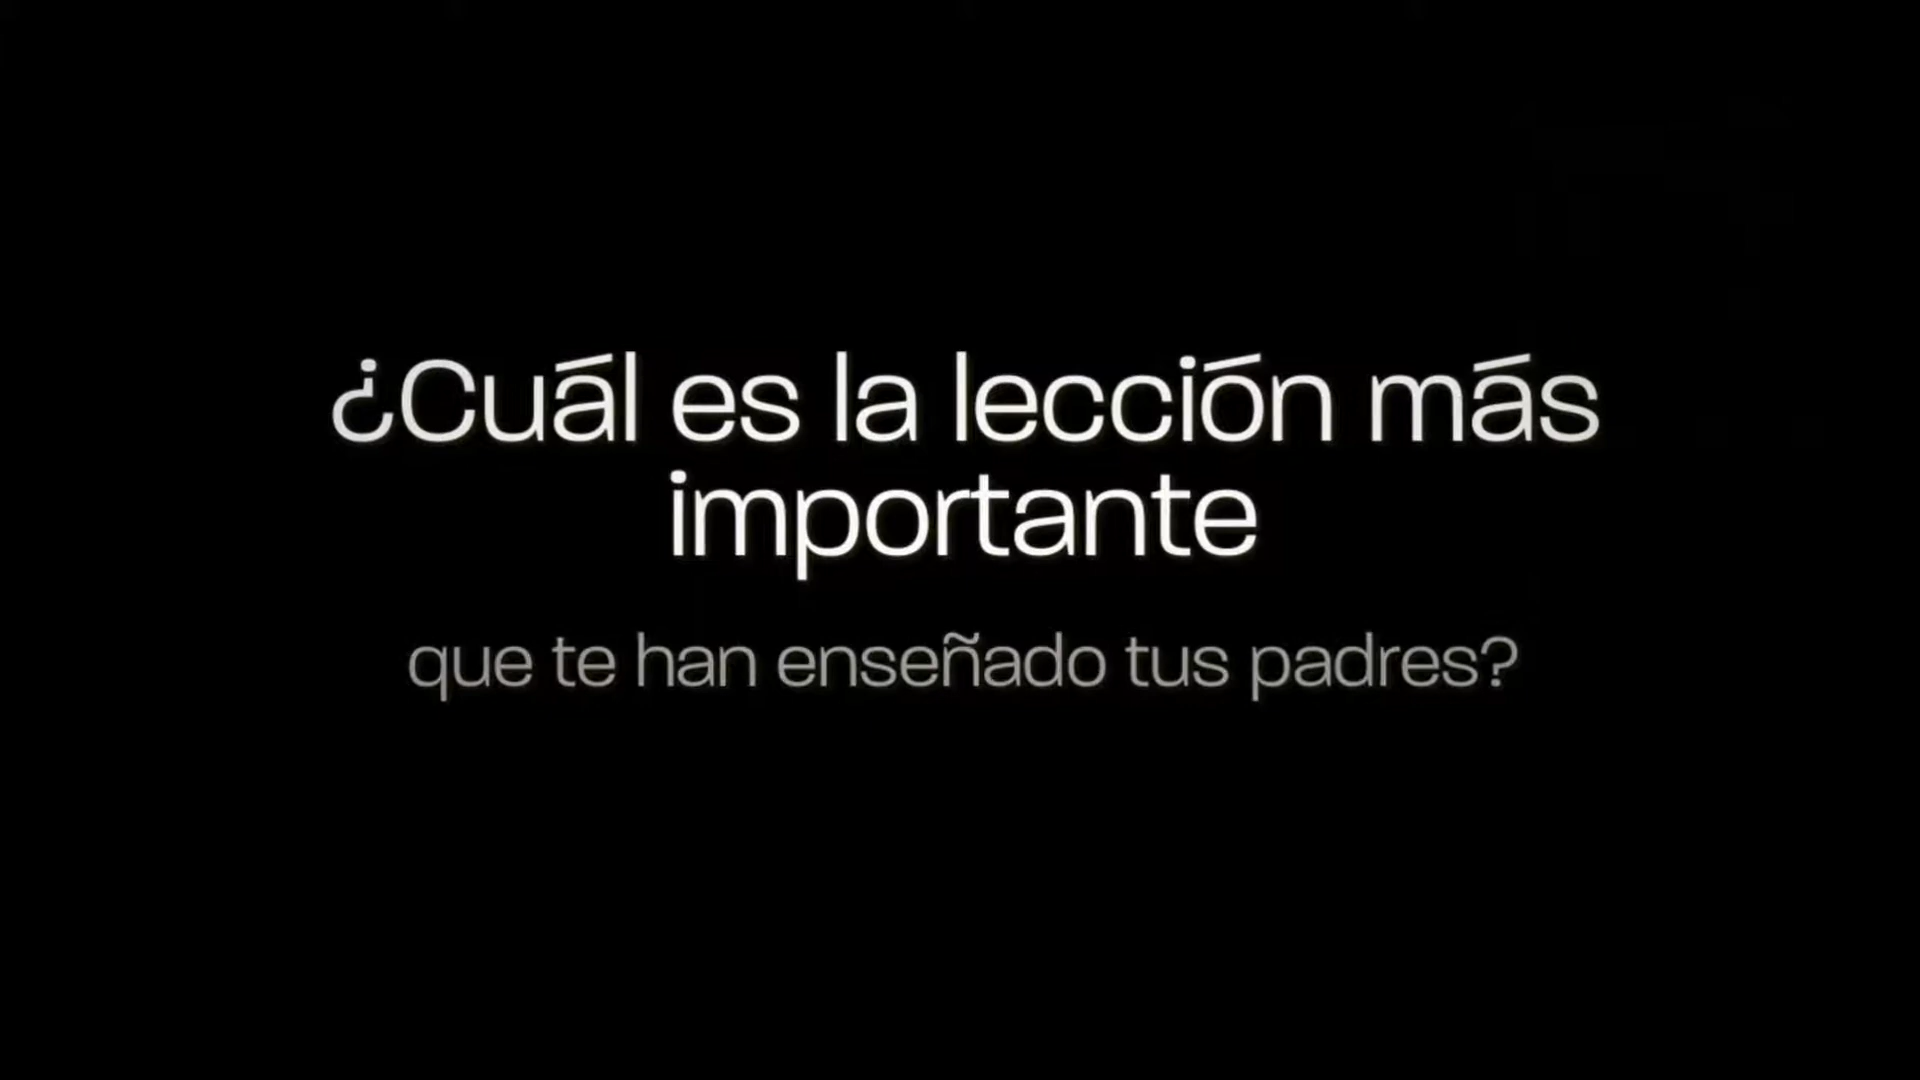 ¿Cuál es la lección más
importante
que te han enseñado tus padres?